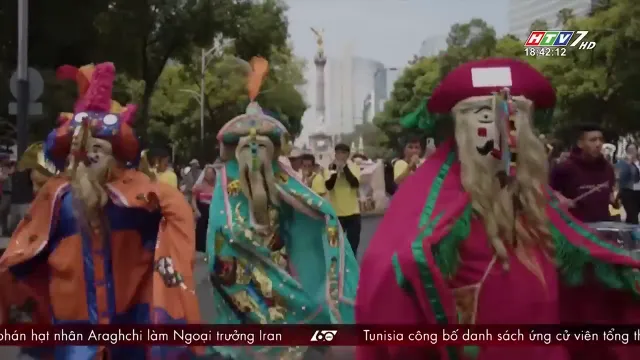 HTV7 HD
18:42:12
phán hạt nhân Araghchi làm Ngoại trưởng Iran 60 Tunisia công bố danh sách ứng cử viên tổng th